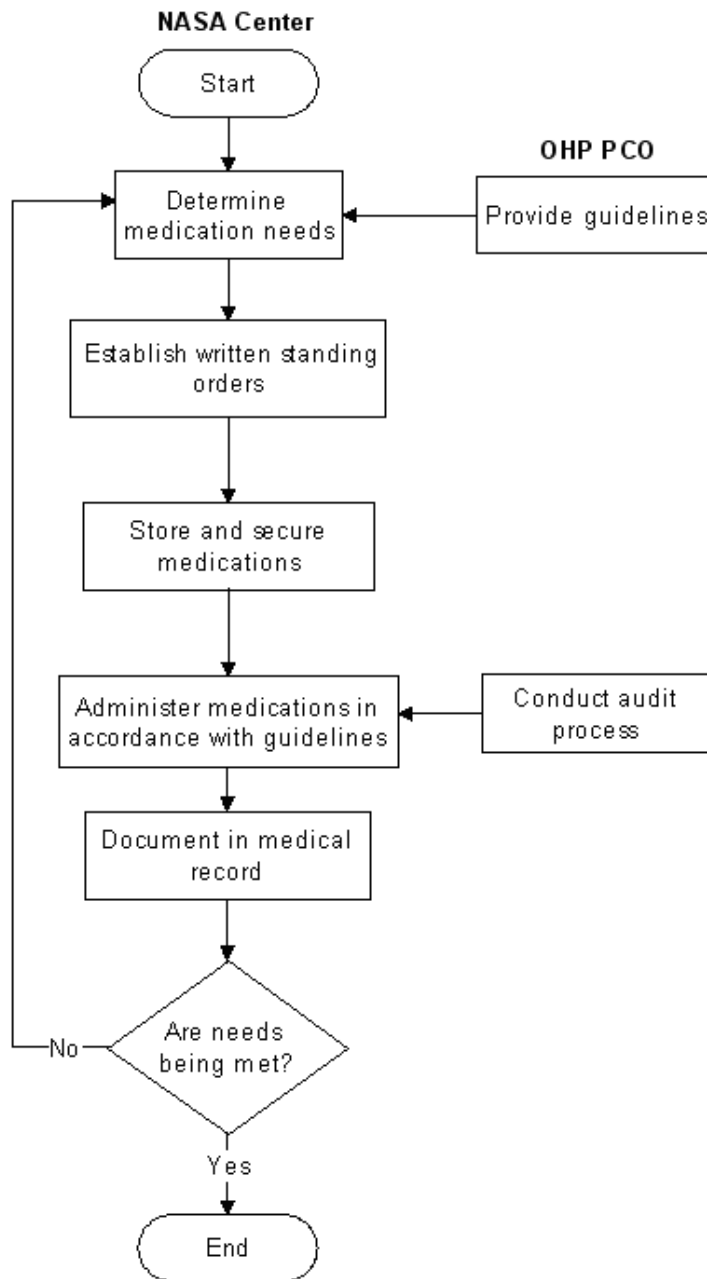 NASA Center
Start
OHP PCO
Determine
medication needs
Provide guidelines
Establish written standing
orders
Store and secure
medications
Administer medications in
accordance with guidelines
Conduct audit
process
Document in medical
record
Are needs
being met?
No
Yes
End